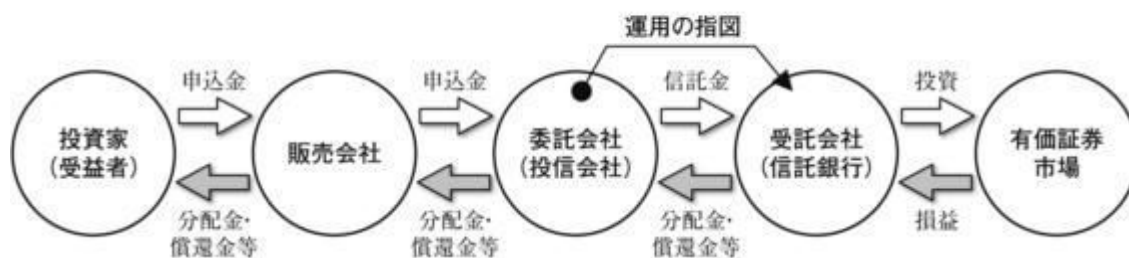 運用の指図
申込金
申込金
信託金
投資
投資家
(受益者)
販売会社
委託会社
(投信会社)
受託会社
(信託銀行)
有価証券
市場
分配金・
償還金等
分配金・
償還金等
分配金・
償還金等
損益